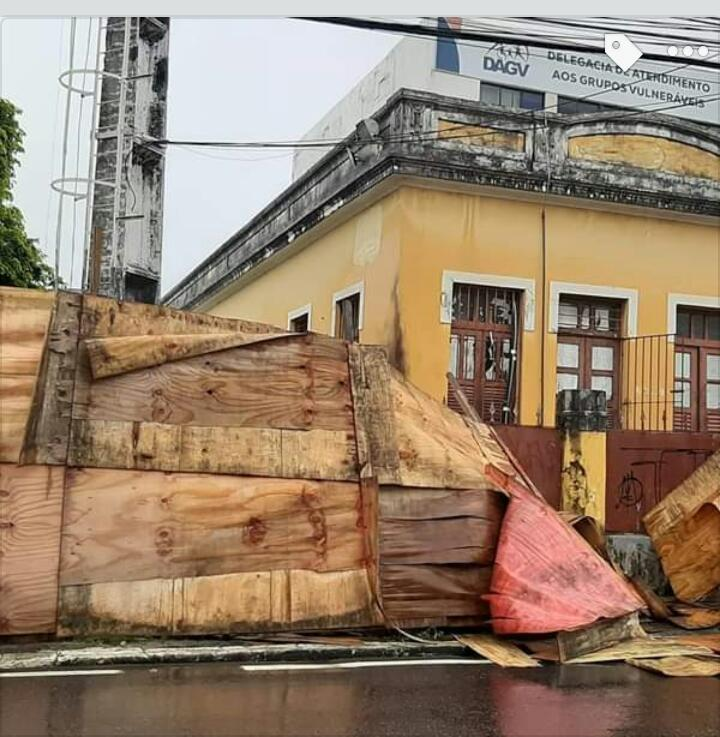 DAGV
DELEGACIA DE ATENDIMENTO
AOS GRUPOS VULNERÁVEIS